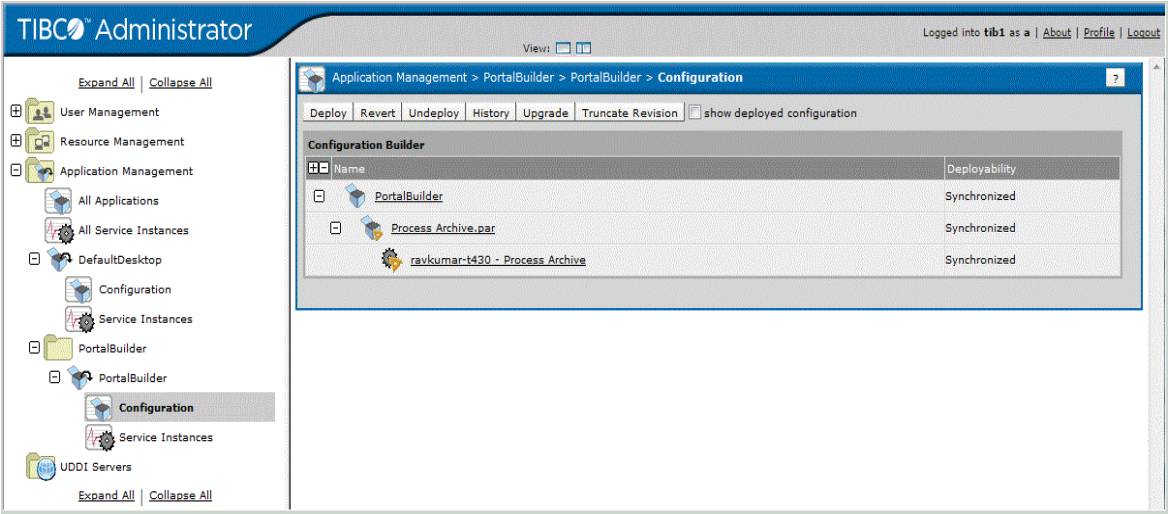 TIBCO™ Administrator
View:
Logged into tib1 as a | About | Profile | Logout
Expand All | Collapse All
User Management
Resource Management
Application Management
All Applications
All Service Instances
DefaultDesktop
Configuration
Service Instances
PortalBuilder
PortalBuilder
Configuration
Service Instances
UDDI Servers
Expand All | Collapse All
Application Management > PortalBuilder > PortalBuilder > Configuration
?
Deploy Revert Undeploy History Upgrade Truncate Revision show deployed configuration
Configuration Builder
Name Deployability
PortalBuilder Synchronized
Process Archive.par Synchronized
ravkumar-t430 - Process Archive Synchronized